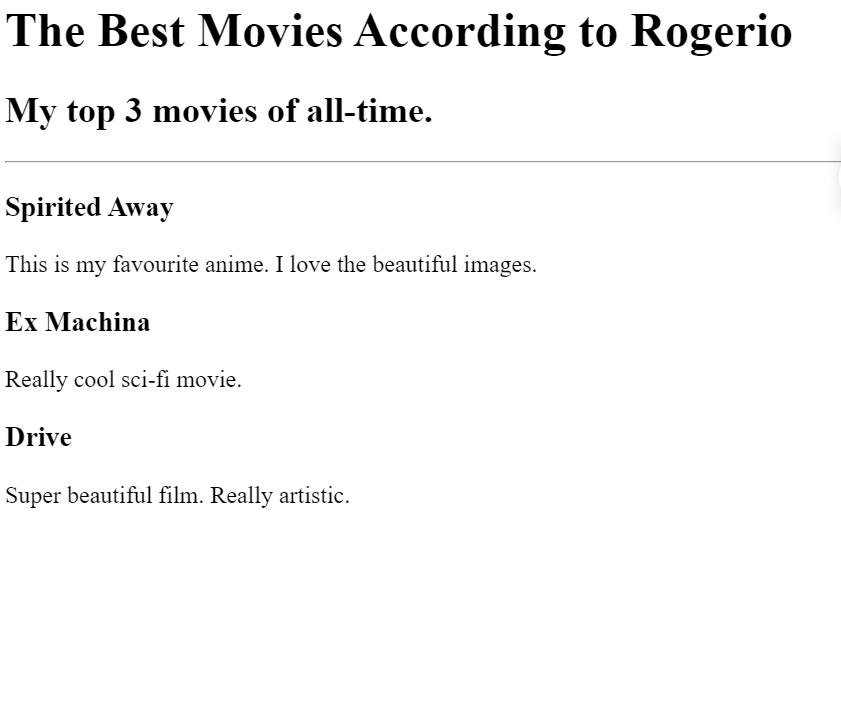 The Best Movies According to Rogerio
My top 3 movies of all-time.
Spirited Away
This is my favourite anime. I love the beautiful images.
Ex Machina
Really cool sci-fi movie.
Drive
Super beautiful film. Really artistic.